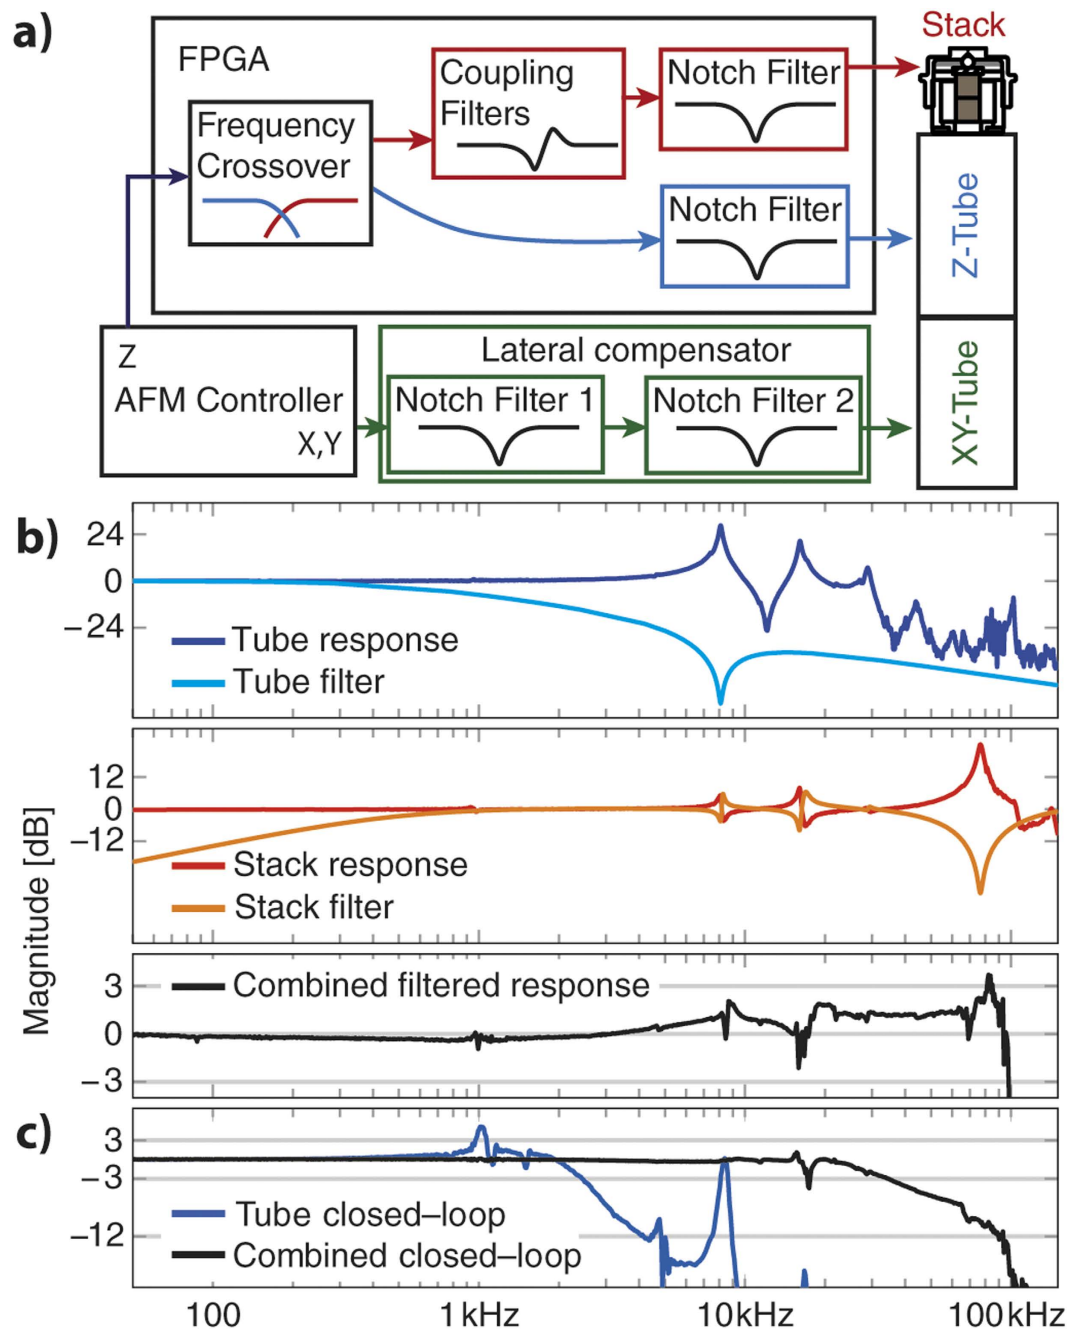 a)
Stack
FPGA
Coupling
Filters
Notch Filter
Frequency
Crossover
Notch Filter
Z-Tube
Z
AFM Controller
X,Y
Lateral compensator
Notch Filter 1
Notch Filter 2
XY-Tube
b)
24
0
−24
Tube response
Tube filter
12
0
−12
Stack response
Stack filter
Magnitude [dB]
3
0
−3
Combined filtered response
c)
3
−3
−12
Tube closed–loop
Combined closed–loop
100
1 kHz
10 kHz
100 kHz